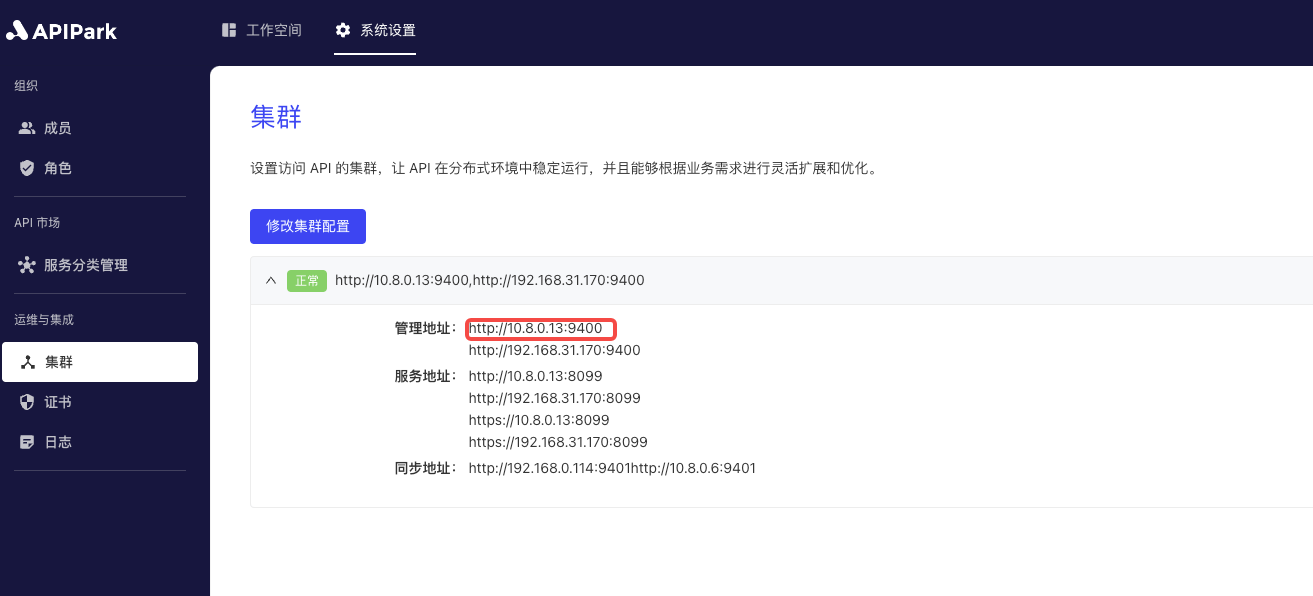 APIPark
工作空间
系统设置
组织
成员
角色
API 市场
服务分类管理
运维与集成
集群
证书
日志
集群
设置访问 API 的集群，让 API 在分布式环境中稳定运行，并且能够根据业务需求进行灵活扩展和优化。
修改集群配置
正常 http://10.8.0.13:9400,http://192.168.31.170:9400
管理地址： http://10.8.0.13:9400
http://192.168.31.170:9400
服务地址： http://10.8.0.13:8099
http://192.168.31.170:8099
https://10.8.0.13:8099
https://192.168.31.170:8099
同步地址： http://192.168.0.114:9401http://10.8.0.6:9401